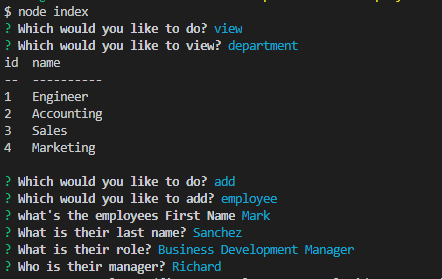 $ node index
? Which would you like to do? view
? Which would you like to view? department
id  name
--  ----------
1   Engineer
2   Accounting
3   Sales
4   Marketing
? Which would you like to do? add
? Which would you like to add? employee
? what's the employees First Name Mark
? What is their last name? Sanchez
? What is their role? Business Development Manager
? Who is their manager? Richard